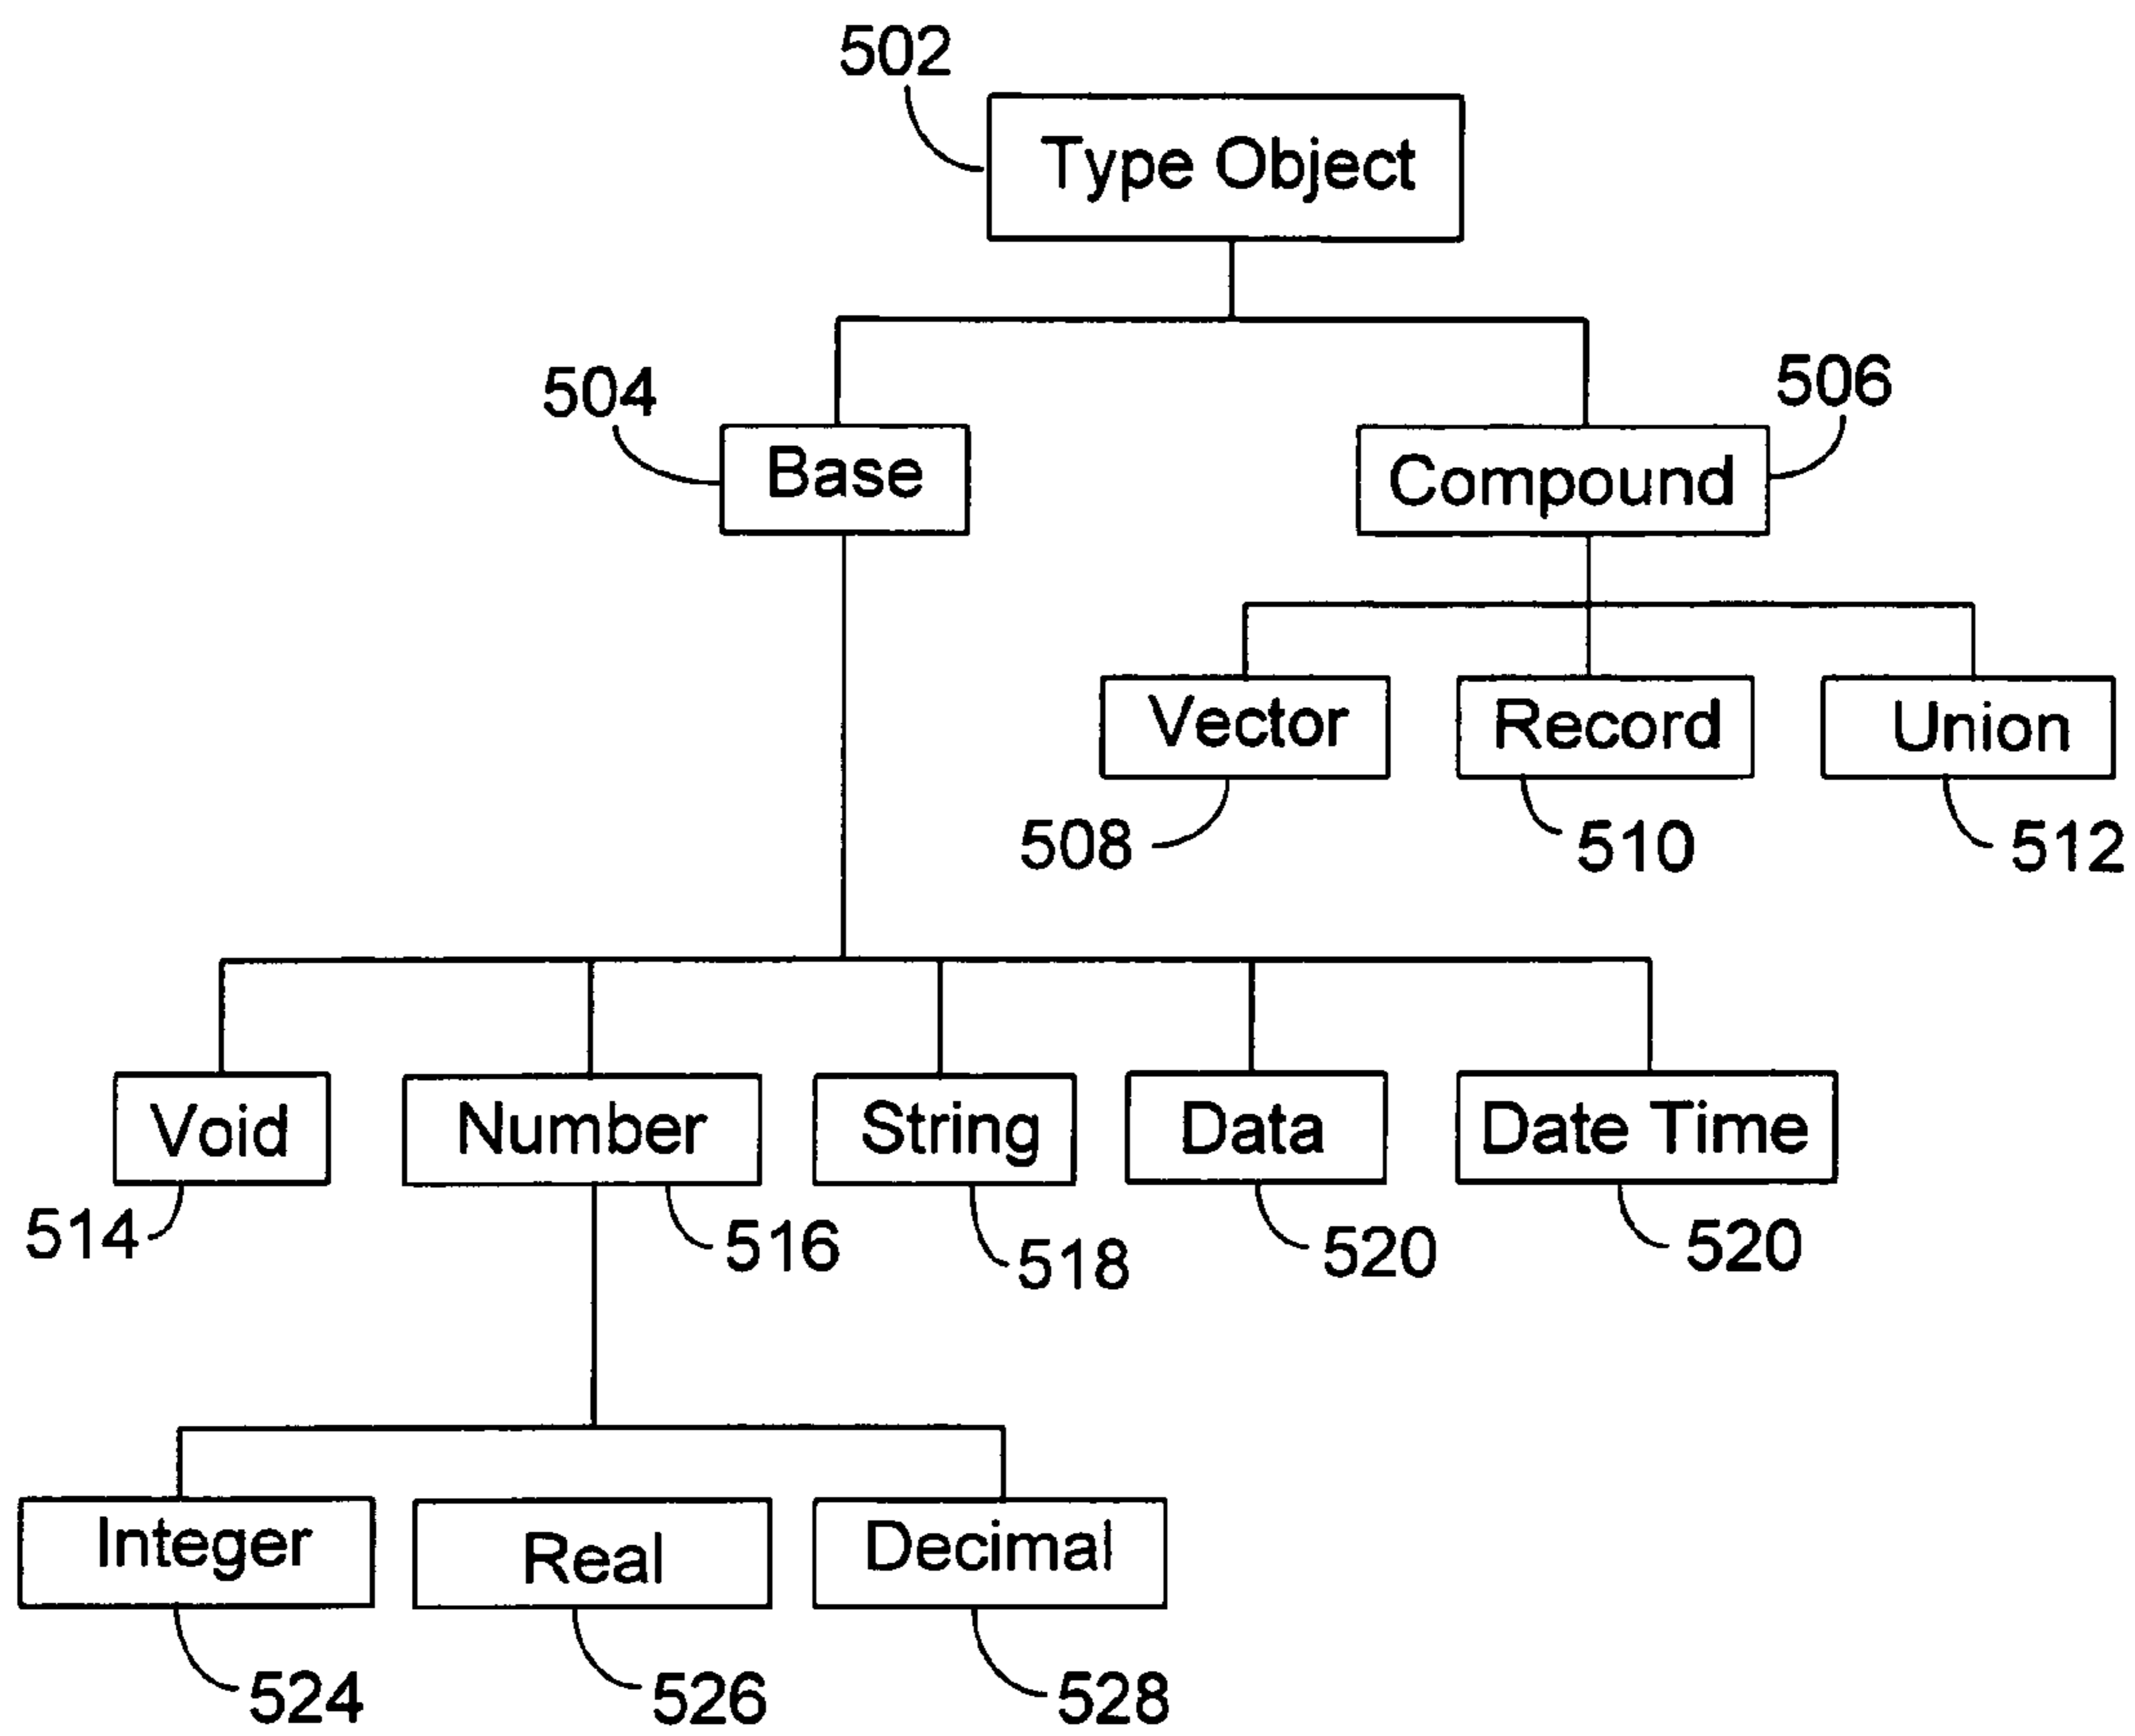 502
Type Object
504
506
Base
Compound
Vector
Record
Union
508
510
512
Void
Number
String
Data
Date Time
514
516
518
520
520
Integer
Real
Decimal
524
526
528